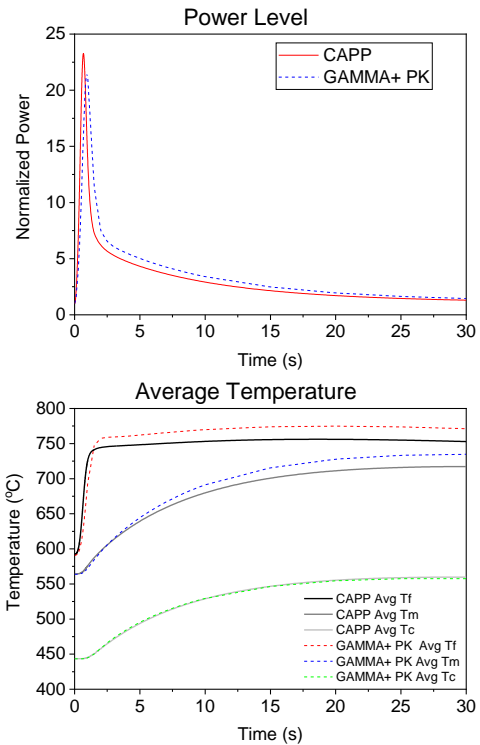 Power Level
25
20
15
10
5
0
Normalized Power
CAPP
GAMMA+ PK
0 5 10 15 20 25 30
Time (s)
Average Temperature
800
750
700
650
600
550
500
450
400
Temperature (ºC)
CAPP Avg Tf
CAPP Avg Tm
CAPP Avg Tc
GAMMA+ PK Avg Tf
GAMMA+ PK Avg Tm
GAMMA+ PK Avg Tc
0 5 10 15 20 25 30
Time (s)